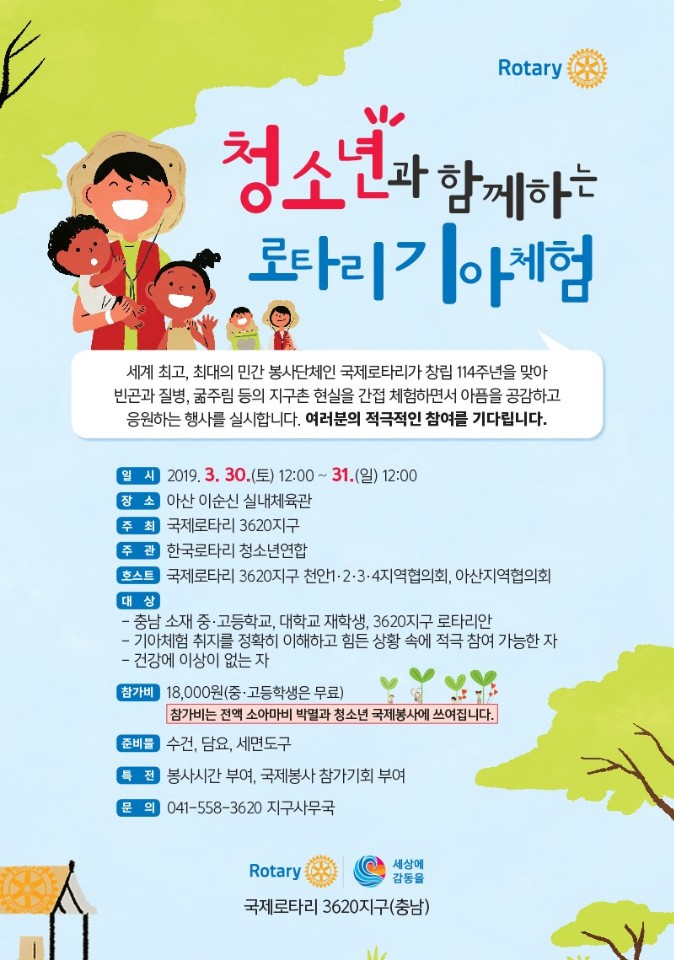 Rotary
청소년과 함께하는
로타리 기아체험
세계 최고, 최대의 민간 봉사단체인 국제로타리가 창립 114주년을 맞아
빈곤과 질병, 굶주림 등의 지구촌 현실을 간접 체험하면서 아픔을 공감하고
응원하는 행사를 실시합니다. 여러분의 적극적인 참여를 기다립니다.
일 시 2019. 3. 30.(토) 12:00 ~ 31.(일) 12:00
장 소 아산 이순신 실내체육관
주 최 국제로타리 3620지구
주 관 한국로타리 청소년연합
호스트 국제로타리 3620지구 천안1·2·3·4지역협의회, 아산지역협의회
대 상
- 충남 소재 중·고등학교, 대학교 재학생, 3620지구 로타리안
- 기아체험 취지를 정확히 이해하고 힘든 상황 속에 적극 참여 가능한 자
- 건강에 이상이 없는 자
참가비 18,000원(중·고등학생은 무료)
참가비는 전액 소아마비 박멸과 청소년 국제봉사에 쓰여집니다.
준비물 수건, 담요, 세면도구
특 전 봉사시간 부여, 국제봉사 참가기회 부여
문 의 041-558-3620 지구사무국
Rotary
세상에
감동을
국제로타리 3620지구(충남)